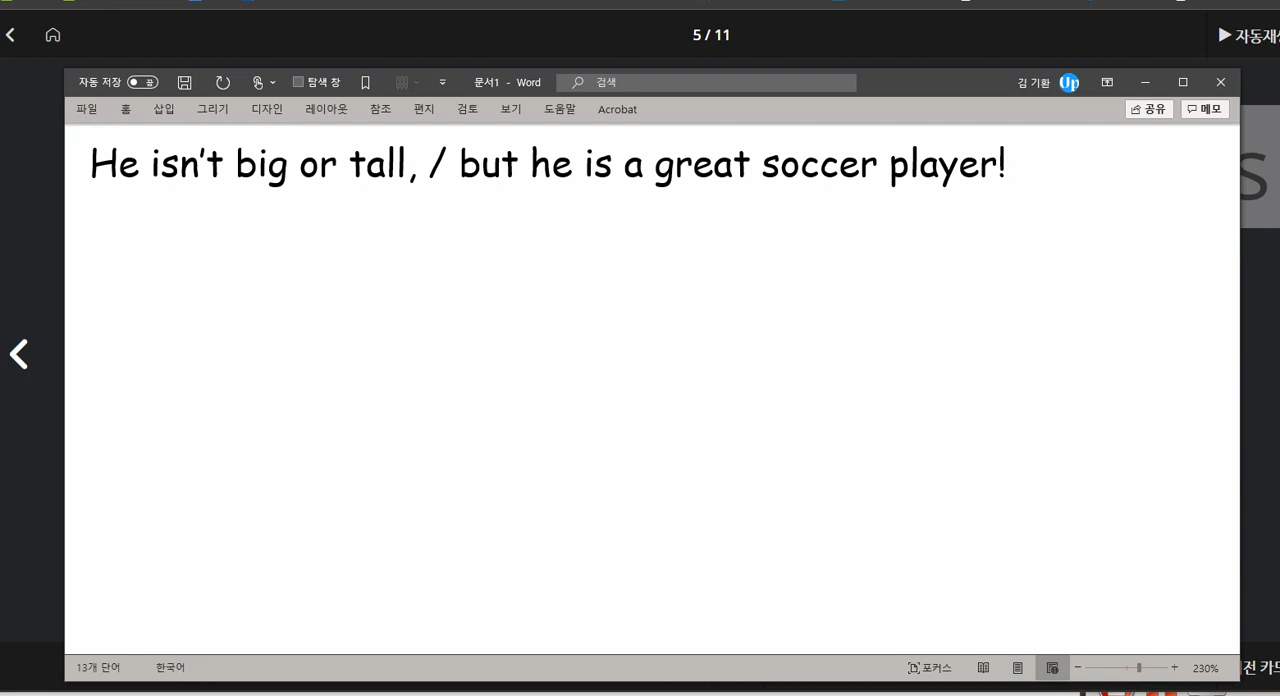 5 / 11
▶ 자동재생
자동 저장 끔 탐색 창 문서1 - Word 검색 김 기환 Up
파일 홈 삽입 그리기 디자인 레이아웃 참조 편지 검토 보기 도움말 Acrobat 공유 메모
He isn't big or tall, / but he is a great soccer player!
S
13개 단어 한국어 포커스 − + 230%